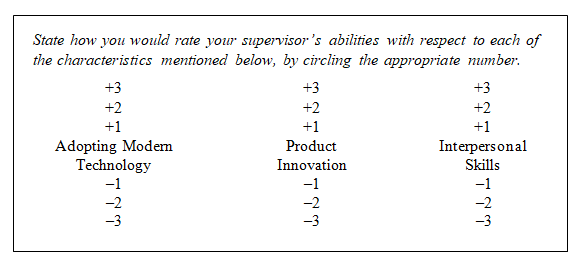 State how you would rate your supervisor's abilities with respect to each of
the characteristics mentioned below, by circling the appropriate number.
+3 +3 +3
+2 +2 +2
+1 +1 +1
Adopting Modern Product Interpersonal
Technology Innovation Skills
–1 –1 –1
–2 –2 –2
–3 –3 –3